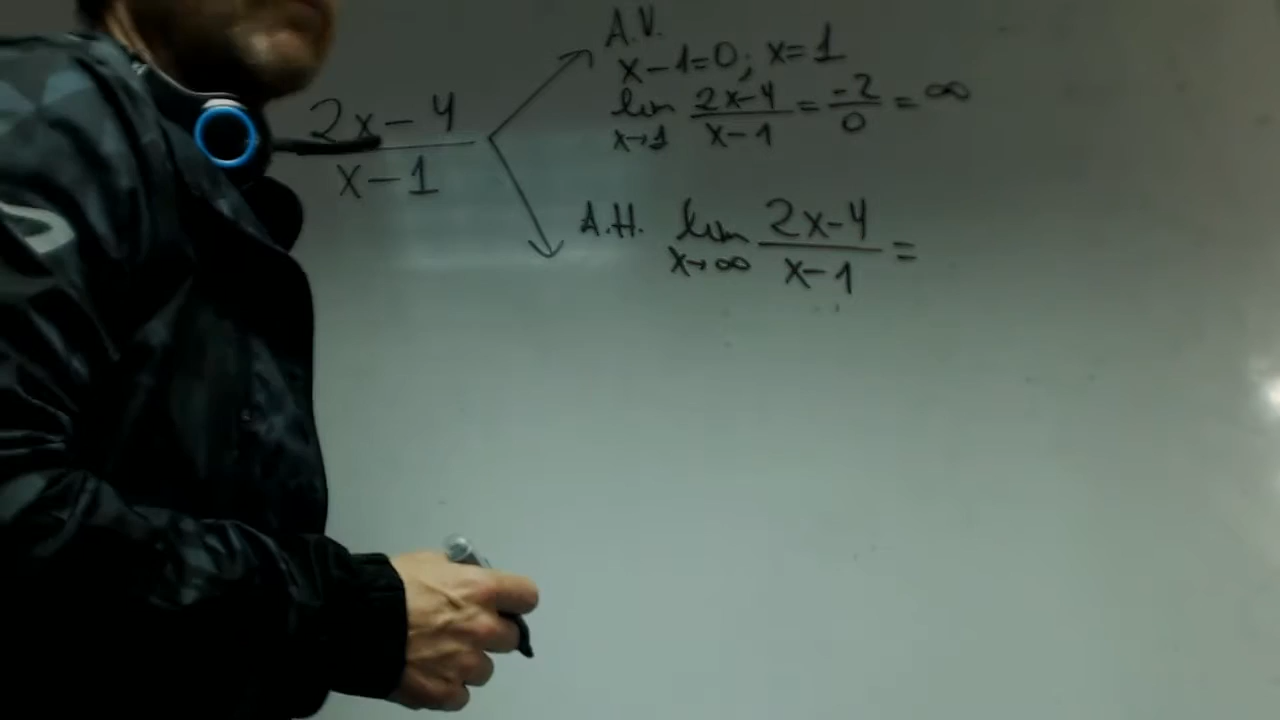 2x-4
x-1
A.V.
x-1=0; x=1
lim 2x-4 = -2 = ∞
x→1 x-1 0
A.H. lim 2x-4 =
x→∞ x-1